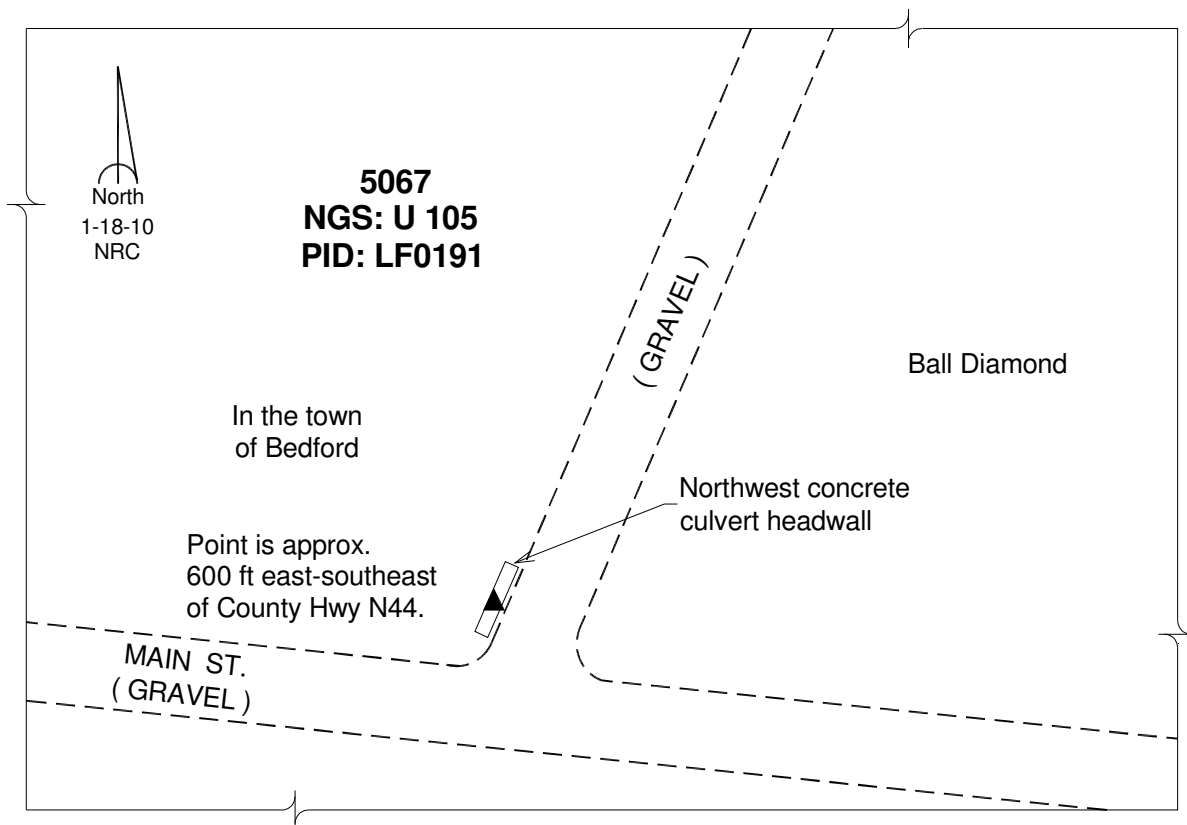 North
1-18-10
NRC
5067
NGS: U 105
PID: LF0191
( GRAVEL )
Ball Diamond
In the town
of Bedford
Northwest concrete
culvert headwall
Point is approx.
600 ft east-southeast
of County Hwy N44.
MAIN ST.
( GRAVEL )